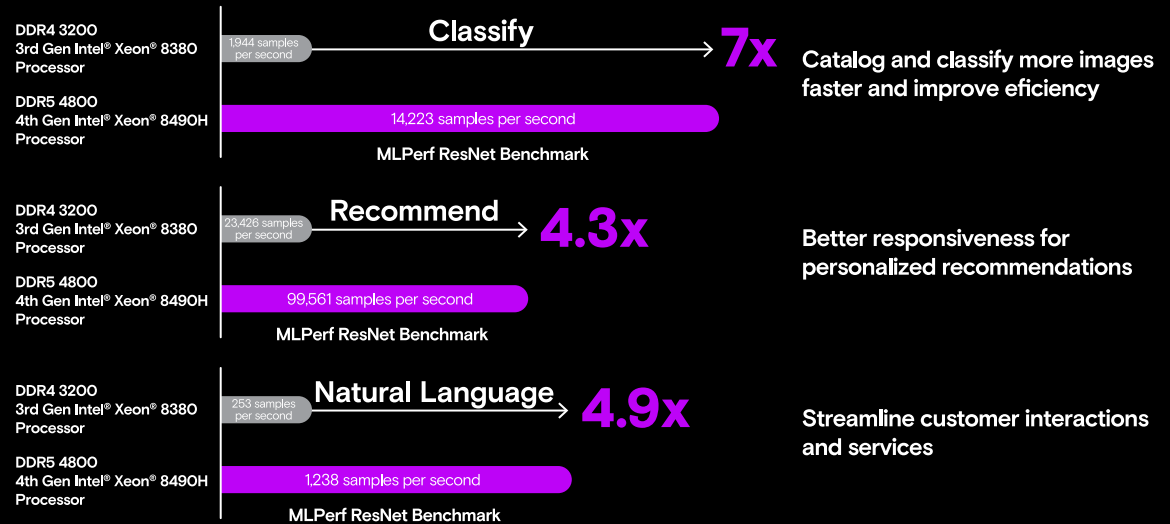 DDR4 3200
3rd Gen Intel® Xeon® 8380
Processor
1,944 samples
per second
Classify
7x
Catalog and classify more images
faster and improve eficiency
DDR5 4800
4th Gen Intel® Xeon® 8490H
Processor
14,223 samples per second
MLPerf ResNet Benchmark
DDR4 3200
3rd Gen Intel® Xeon® 8380
Processor
23,426 samples
per second
Recommend
4.3x
Better responsiveness for
personalized recommendations
DDR5 4800
4th Gen Intel® Xeon® 8490H
Processor
99,561 samples per second
MLPerf ResNet Benchmark
DDR4 3200
3rd Gen Intel® Xeon® 8380
Processor
253 samples
per second
Natural Language
4.9x
Streamline customer interactions
and services
DDR5 4800
4th Gen Intel® Xeon® 8490H
Processor
1,238 samples per second
MLPerf ResNet Benchmark